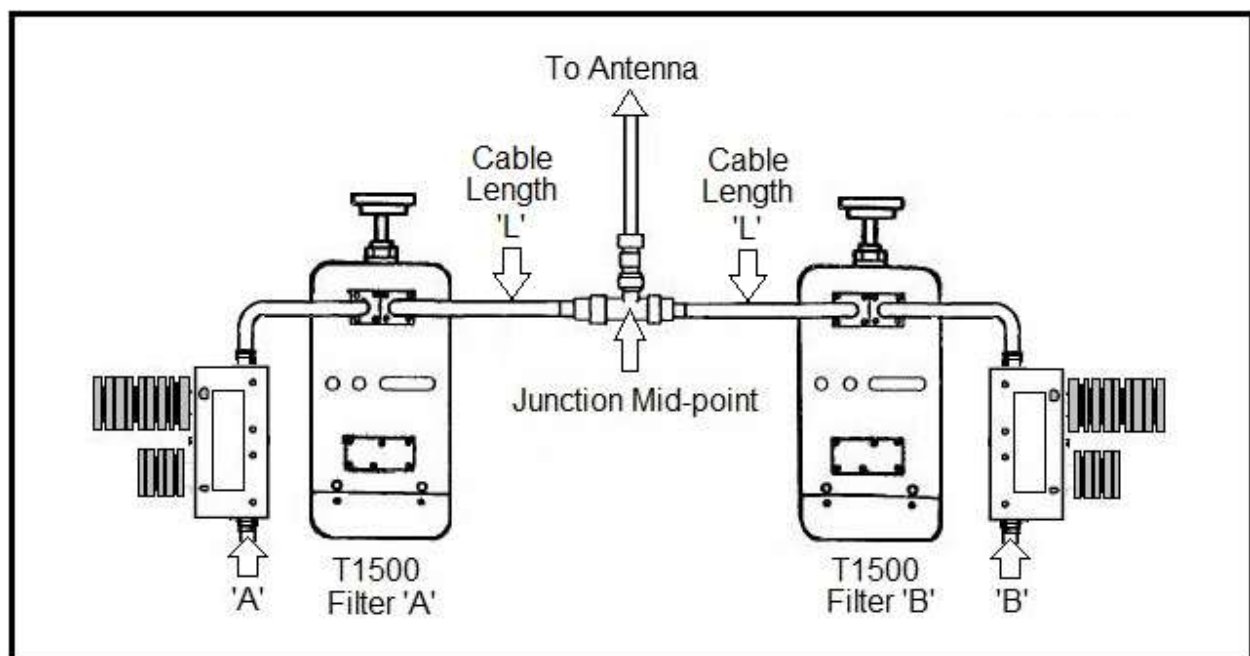 To Antenna
Cable
Length
'L'
Cable
Length
'L'
Junction Mid-point
'A'
T1500
Filter 'A'
T1500
Filter 'B'
'B'